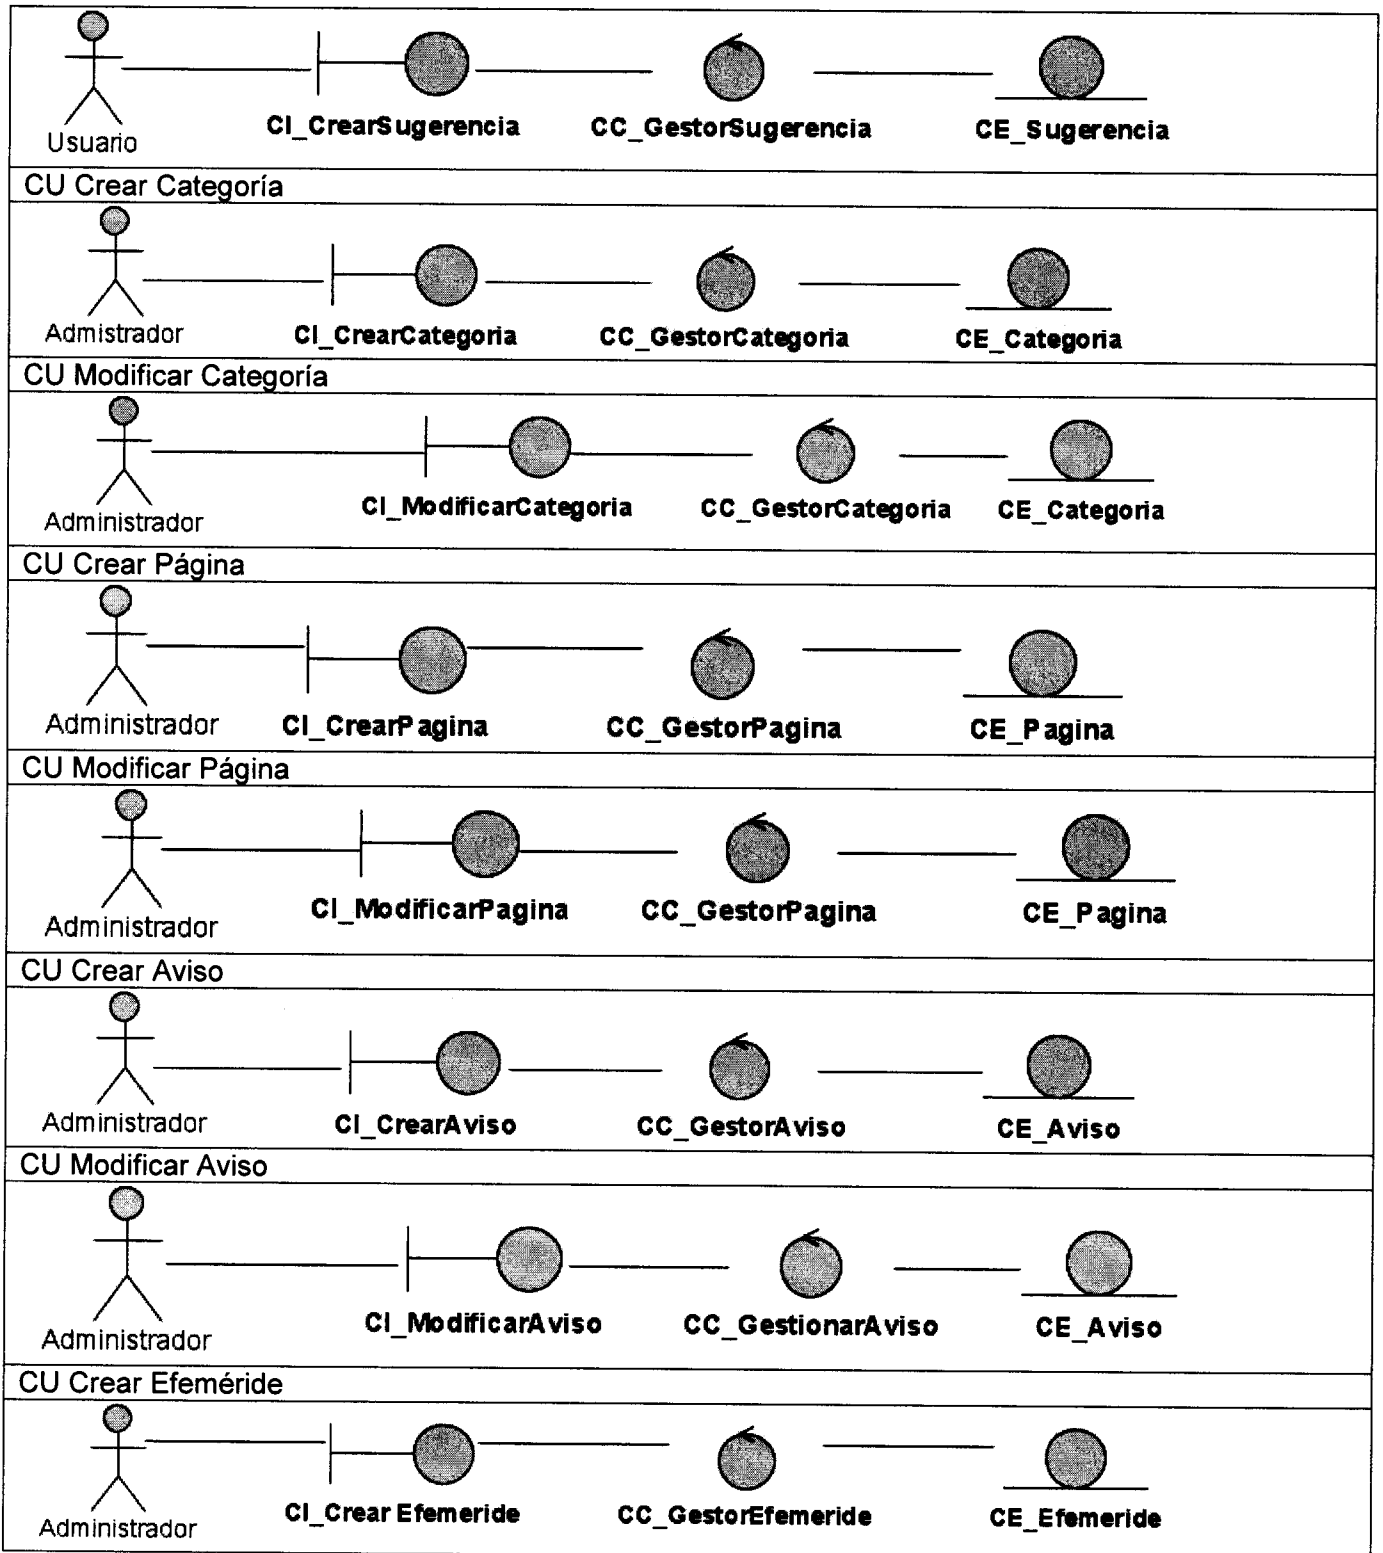 Usuario
CI_CrearSugerencia CC_GestorSugerencia CE_Sugerencia
CU Crear Categoría
Admistrador
CI_CrearCategoria CC_GestorCategoria CE_Categoria
CU Modificar Categoría
Administrador
CI_ModificarCategoria CC_GestorCategoria CE_Categoria
CU Crear Página
Administrador
CI_CrearPagina CC_GestorPagina CE_Pagina
CU Modificar Página
Administrador
CI_ModificarPagina CC_GestorPagina CE_Pagina
CU Crear Aviso
Administrador
CI_CrearAviso CC_GestorAviso CE_Aviso
CU Modificar Aviso
Administrador
CI_ModificarAviso CC_GestionarAviso CE_Aviso
CU Crear Efeméride
Administrador
CI_Crear Efemeride CC_GestorEfemeride CE_Efemeride